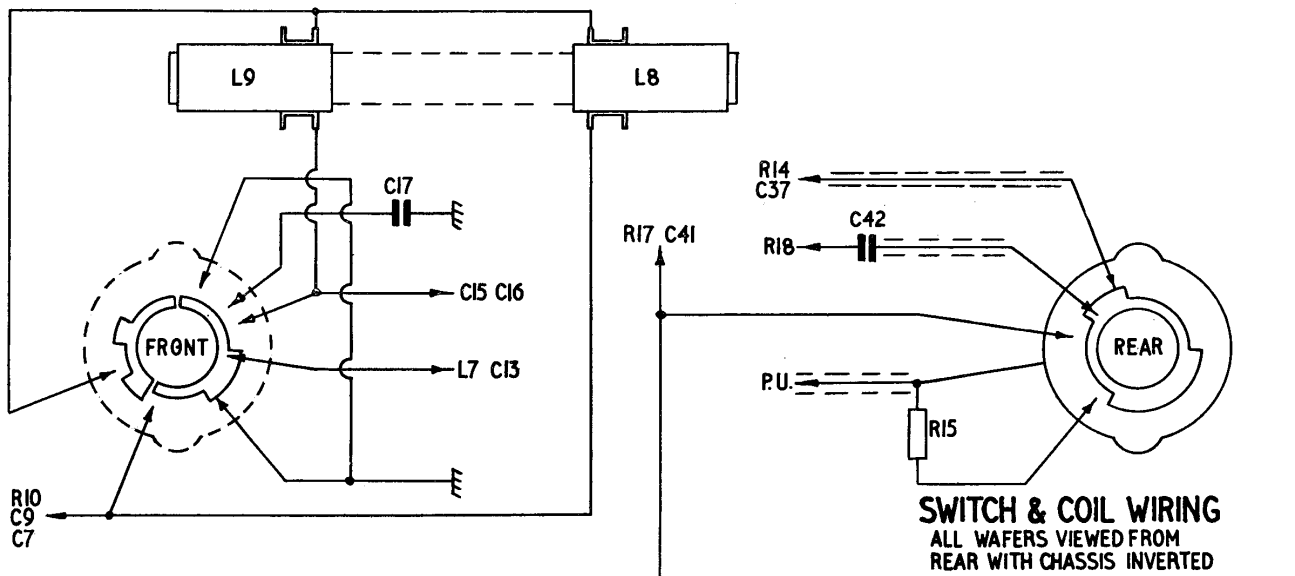 L9
L8
C17
R14
C37
C42
R17 C41
R18
C15 C16
FRONT
REAR
L7 C13
P.U.
R15
R10
C9
C7
SWITCH & COIL WIRING
ALL WAFERS VIEWED FROM
REAR WITH CHASSIS INVERTED